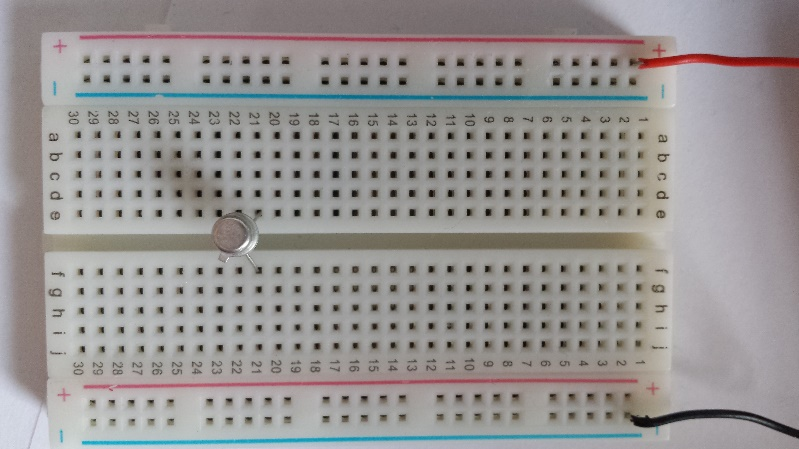 + +
- -
30 29 28 27 26 25 24 23 22 21 20 19 18 17 16 15 14 13 12 11 10 9 8 7 6 5 4 3 2 1
a a
b b
c c
d d
e e
f f
g g
h h
i i
j j
30 29 28 27 26 25 24 23 22 21 20 19 18 17 16 15 14 13 12 11 10 9 8 7 6 5 4 3 2 1
+ +
- -